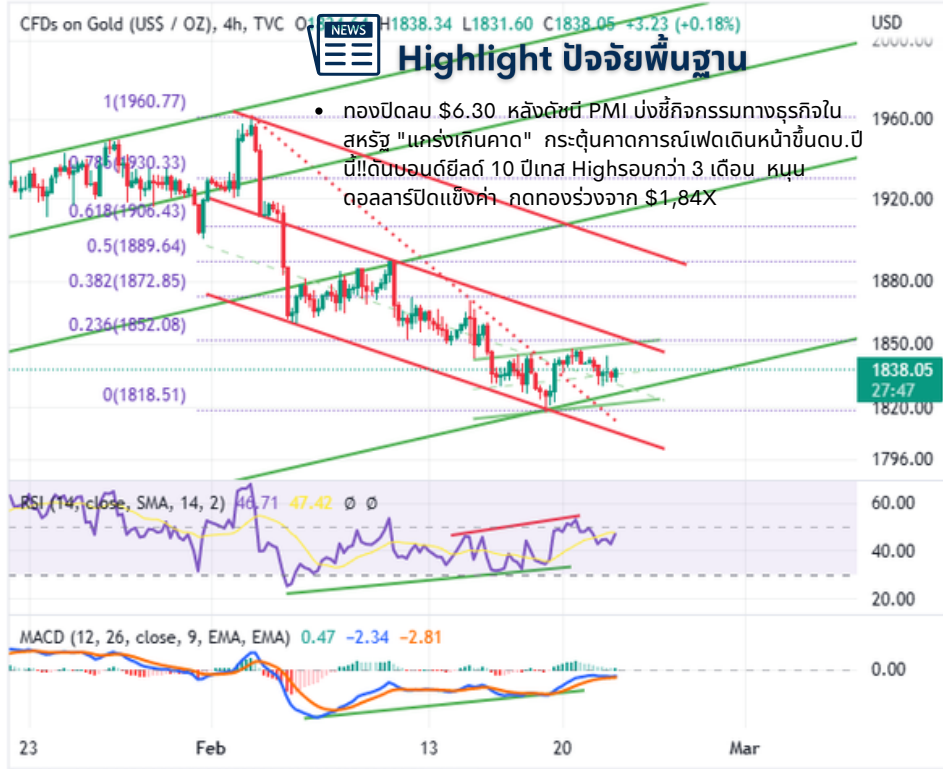 CFDs on Gold (US$ / OZ), 4h, TVC O1834.64 H1838.34 L1831.60 C1838.05 +3.23 (+0.18%)
USD
NEWS
Highlight ปัจจัยพื้นฐาน
• ทองปิดลบ $6.30 หลังดัชนี PMI บ่งชี้กิจกรรมทางธุรกิจใน
สหรัฐ "แกร่งเกินคาด" กระตุ้นคาดการณ์เฟดเดินหน้าขึ้นดบ.ปี
นี้!!ดันบอนด์ยีลด์ 10 ปีเทส Highรอบกว่า 3 เดือน หนุน
ดอลลาร์ปิดแข็งค่า กดทองร่วงจาก $1,84X
1(1960.77)
0.786(1930.33)
0.618(1906.43)
0.5(1889.64)
0.382(1872.85)
0.236(1852.08)
0(1818.51)
2000.00
1960.00
1920.00
1880.00
1850.00
1838.05
27:47
1820.00
1796.00
RSI (14, close, SMA, 14, 2) 46.71 47.42 Ø Ø
60.00
40.00
20.00
MACD (12, 26, close, 9, EMA, EMA) 0.47 −2.34 −2.81
0.00
23 Feb 13 20 Mar